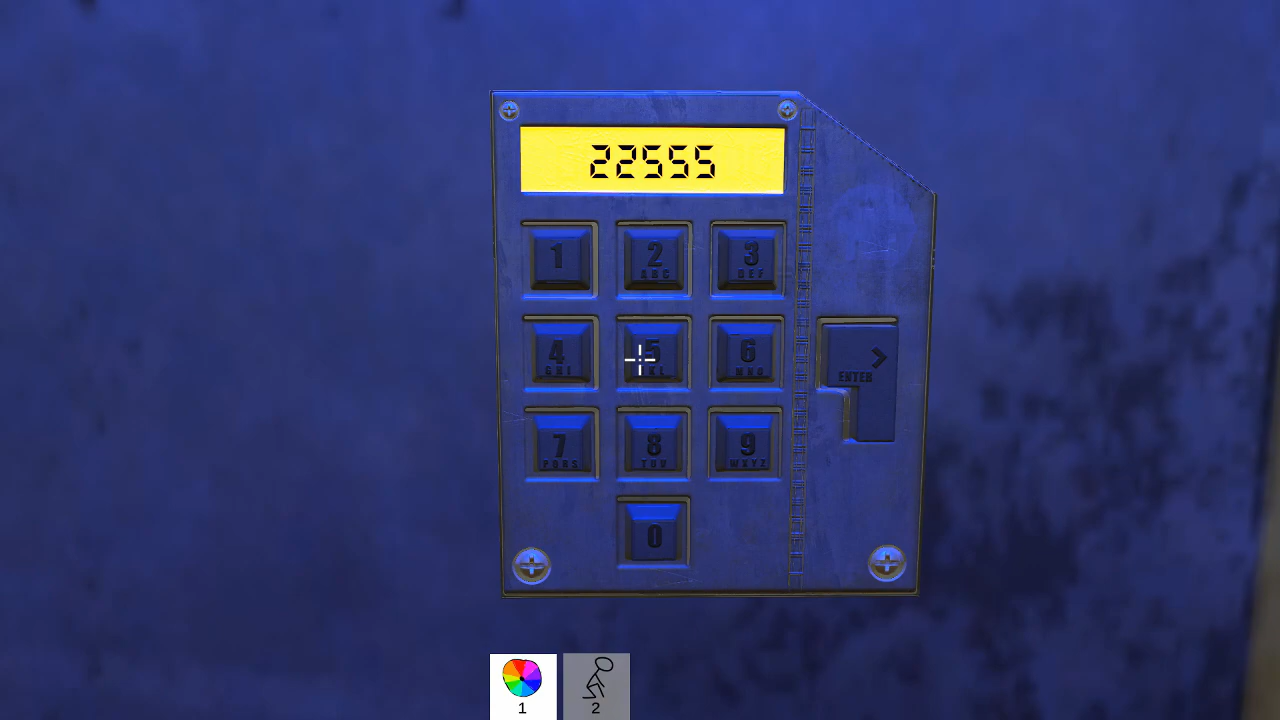 22555
1 2 3
ABC DEF
4 5 6
GHI JKL MNO
ENTER
7 8 9
PQRS TUV WXYZ
0
1 2